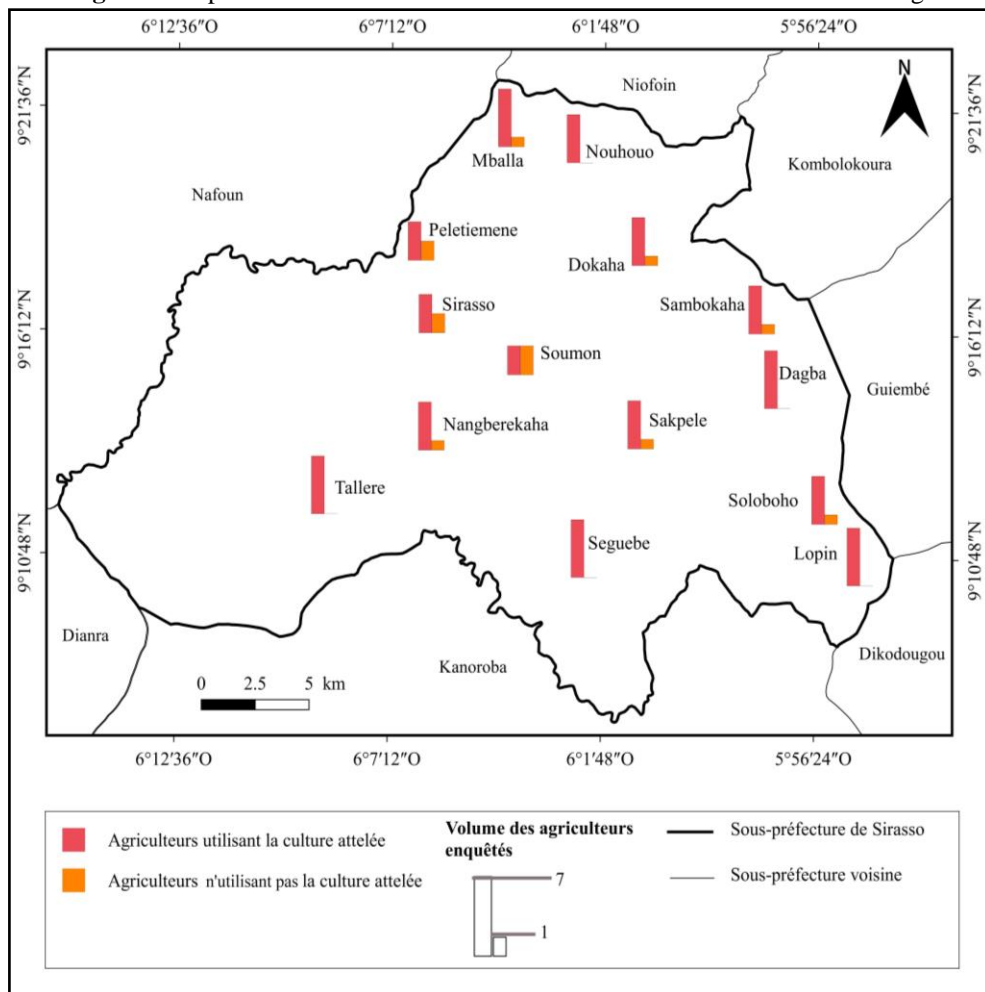 6°12'36"O 6°7'12"O 6°1'48"O 5°56'24"O
9°21'36"N
9°21'36"N
N
Niofoin
Kombolokoura
Mballa
Nouhouo
Nafoun
Peletiemene
Dokaha
Sirasso
Sambokaha
9°16'12"N
9°16'12"N
Soumon
Dagba
Guiembé
Nangberekaha
Sakpele
Tallere
Soloboho
Seguebe
Lopin
9°10'48"N
9°10'48"N
Dianra
Kanoroba
Dikodougou
0 2.5 5 km
6°12'36"O 6°7'12"O 6°1'48"O 5°56'24"O
Agriculteurs utilisant la culture attelée
Agriculteurs n'utilisant pas la culture attelée
Volume des agriculteurs
enquêtés
7
1
Sous-préfecture de Sirasso
Sous-préfecture voisine